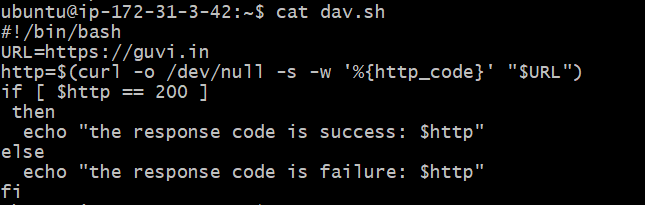 ubuntu@ip-172-31-3-42:~$ cat dav.sh
#!/bin/bash
URL=https://guvi.in
http=$(curl -o /dev/null -s -w '%{http_code}' "$URL")
if [ $http == 200 ]
 then
  echo "the response code is success: $http"
else
  echo "the response code is failure: $http"
fi